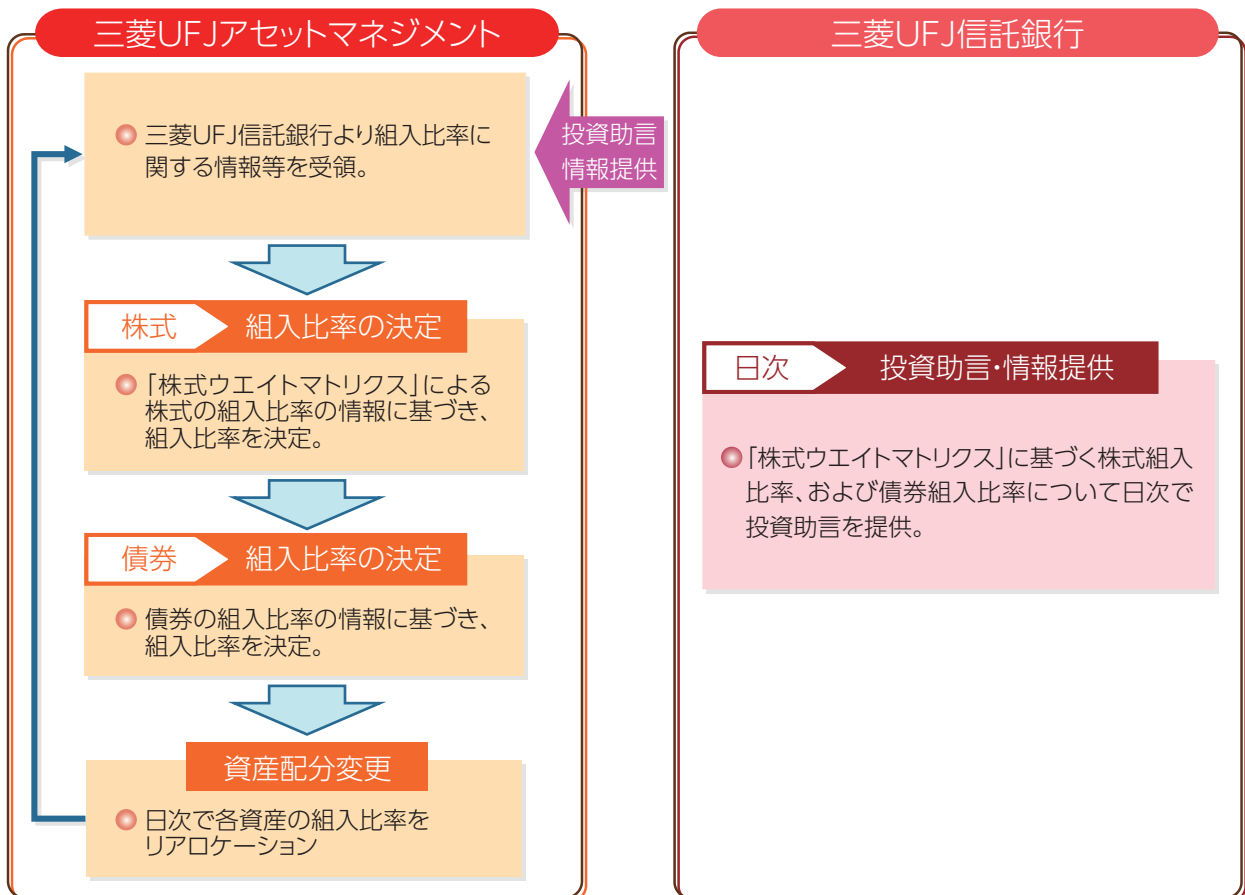 三菱UFJアセットマネジメント
三菱UFJ信託銀行より組入比率に
関する情報等を受領。
株式 組入比率の決定
「株式ウエイトマトリクス」による
株式の組入比率の情報に基づき、
組入比率を決定。
債券 組入比率の決定
債券の組入比率の情報に基づき、
組入比率を決定。
資産配分変更
日次で各資産の組入比率を
リアロケーション
投資助言
情報提供
三菱UFJ信託銀行
日次 投資助言・情報提供
「株式ウエイトマトリクス」に基づく株式組入
比率、および債券組入比率について日次で
投資助言を提供。